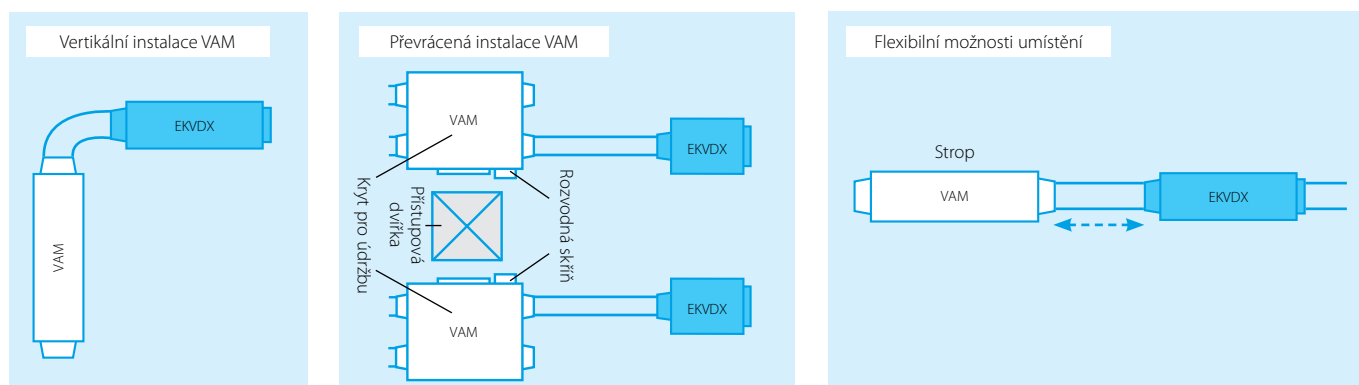 Vertikální instalace VAM
EKVDX
VAM
Převrácená instalace VAM
VAM
EKVDX
Kryt pro údržbu
Přístupová
dvířka
Rozvodná skříň
VAM
EKVDX
Flexibilní možnosti umístění
Strop
VAM
EKVDX